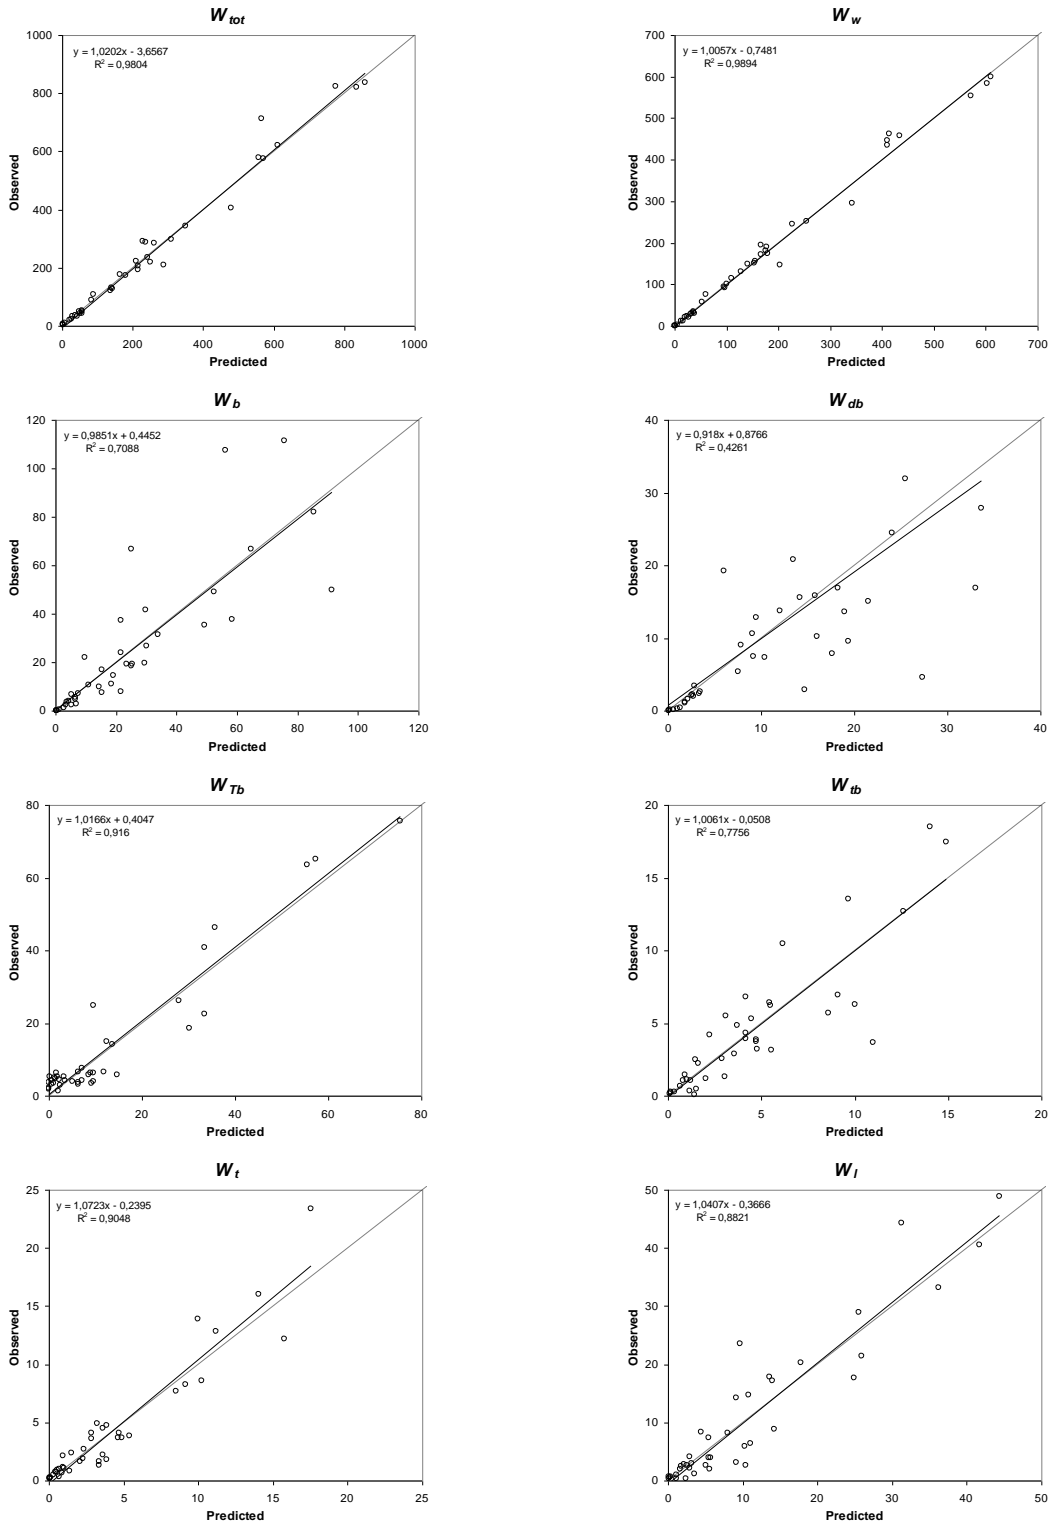 W tot
y = 1,0202x - 3,6567
R² = 0,9804
1000
800
600
400
200
0
0 200 400 600 800 1000
Observed
Predicted
W w
y = 1,0057x - 0,7481
R² = 0,9894
700
600
500
400
300
200
100
0
0 100 200 300 400 500 600 700
Observed
Predicted
W b
y = 0,9851x + 0,4452
R² = 0,7088
120
100
80
60
40
20
0
0 20 40 60 80 100 120
Observed
Predicted
W db
y = 0,918x + 0,8766
R² = 0,4261
40
30
20
10
0
0 10 20 30 40
Observed
Predicted
W Tb
y = 1,0166x + 0,4047
R² = 0,916
80
60
40
20
0
0 20 40 60 80
Observed
Predicted
W tb
y = 1,0061x - 0,0508
R² = 0,7756
20
15
10
5
0
0 5 10 15 20
Observed
Predicted
W t
y = 1,0723x - 0,2395
R² = 0,9048
25
20
15
10
5
0
0 5 10 15 20 25
Observed
Predicted
W l
y = 1,0407x - 0,3666
R² = 0,8821
50
40
30
20
10
0
0 10 20 30 40 50
Observed
Predicted